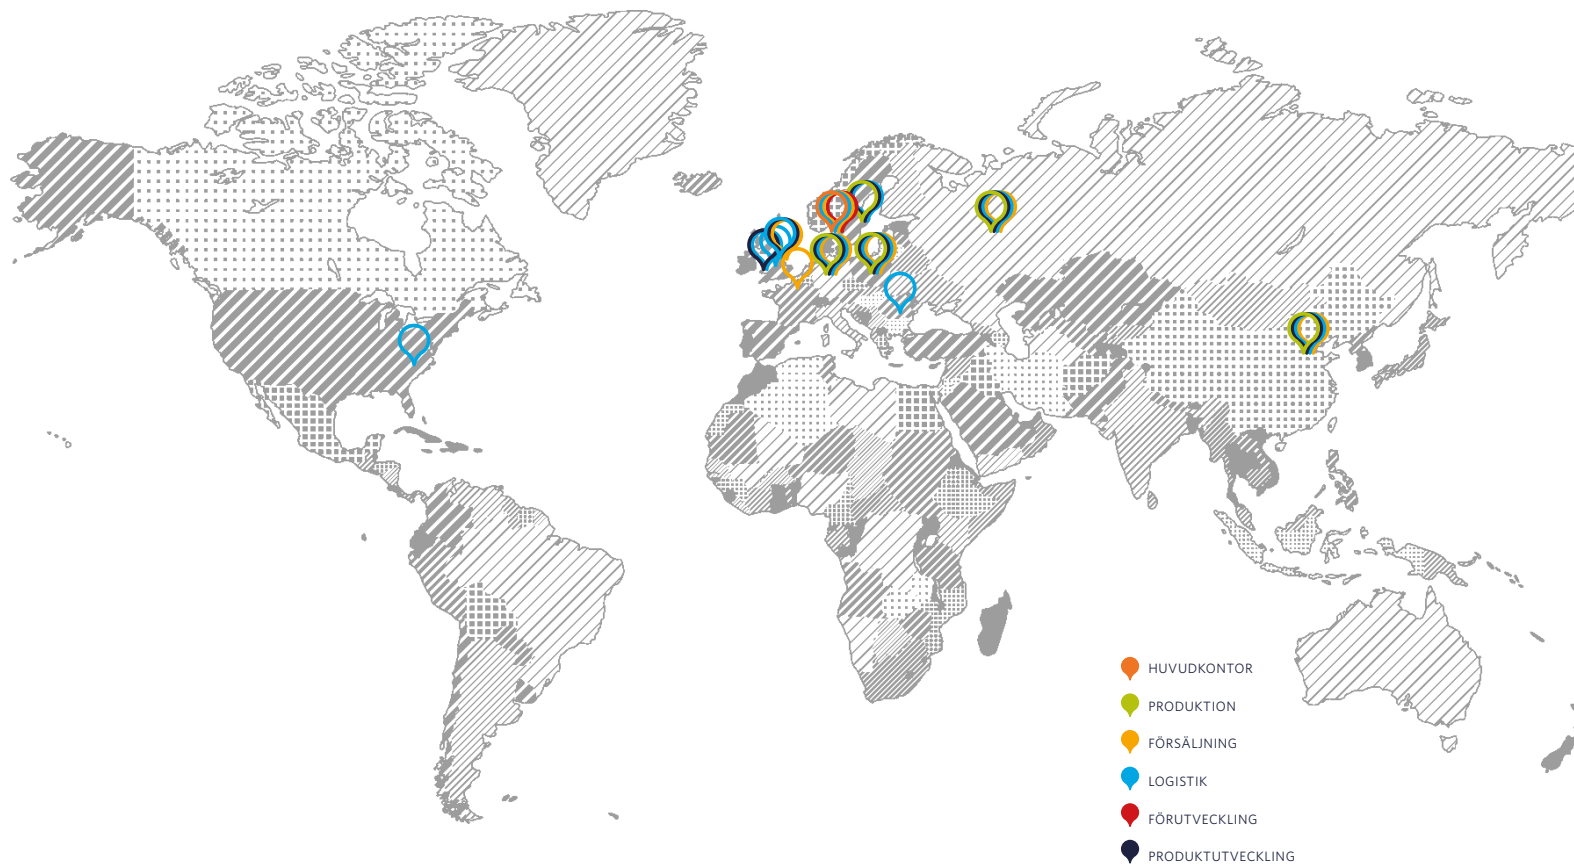 HUVUDKONTOR
PRODUKTION
FÖRSÄLJNING
LOGISTIK
FÖRUTVECKLING
PRODUKTUTVECKLING